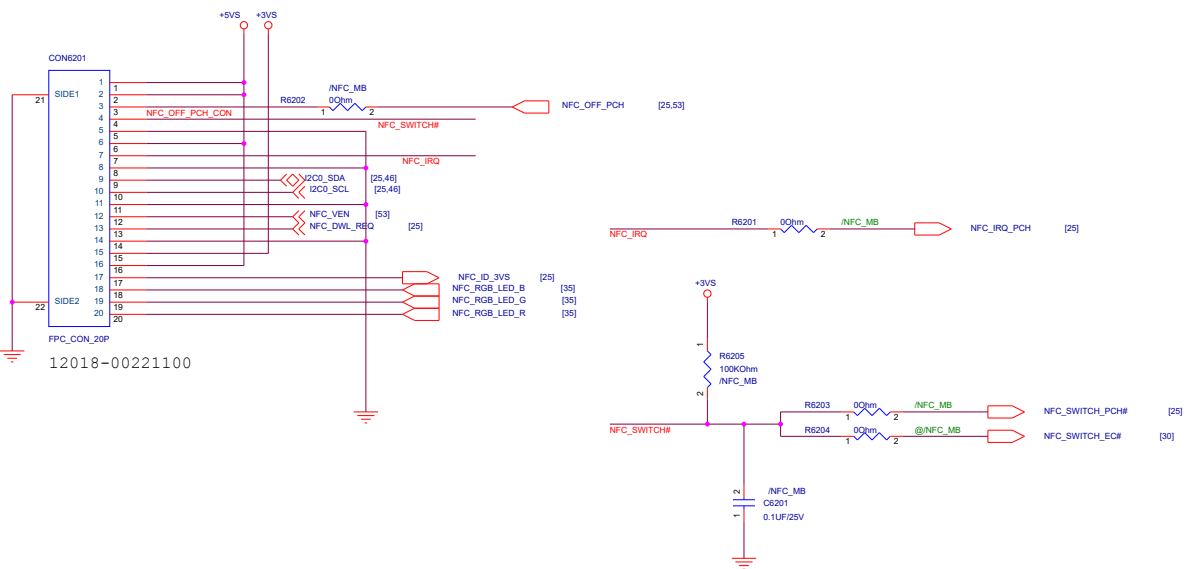 +5VS +3VS
CON6201
1 1
SIDE1 2 2
21 3 3
4 4
5 5
6 6
7 7
8 8
9 9
10 10
11 11
12 12
13 13
14 14
15 15
16 16
17 17
18 18
SIDE2 19 19
22 20 20
FPC_CON_20P
12018-00221100
/NFC_MB
R6202 0Ohm
1 2
NFC_OFF_PCH [25,53]
NFC_OFF_PCH_CON
NFC_SWITCH#
NFC_IRQ
I2C0_SDA [25,46]
I2C0_SCL [25,46]
NFC_VEN [53]
NFC_DWL_REQ [25]
NFC_ID_3VS [25]
NFC_RGB_LED_B [35]
NFC_RGB_LED_G [35]
NFC_RGB_LED_R [35]
R6201 0Ohm /NFC_MB
NFC_IRQ 1 2 NFC_IRQ_PCH [25]
+3VS
1
R6205
100KOhm
/NFC_MB
2
R6203 0Ohm /NFC_MB
1 2 NFC_SWITCH_PCH# [25]
NFC_SWITCH# R6204 0Ohm @/NFC_MB
1 2 NFC_SWITCH_EC# [30]
2 /NFC_MB
C6201
1 0.1UF/25V